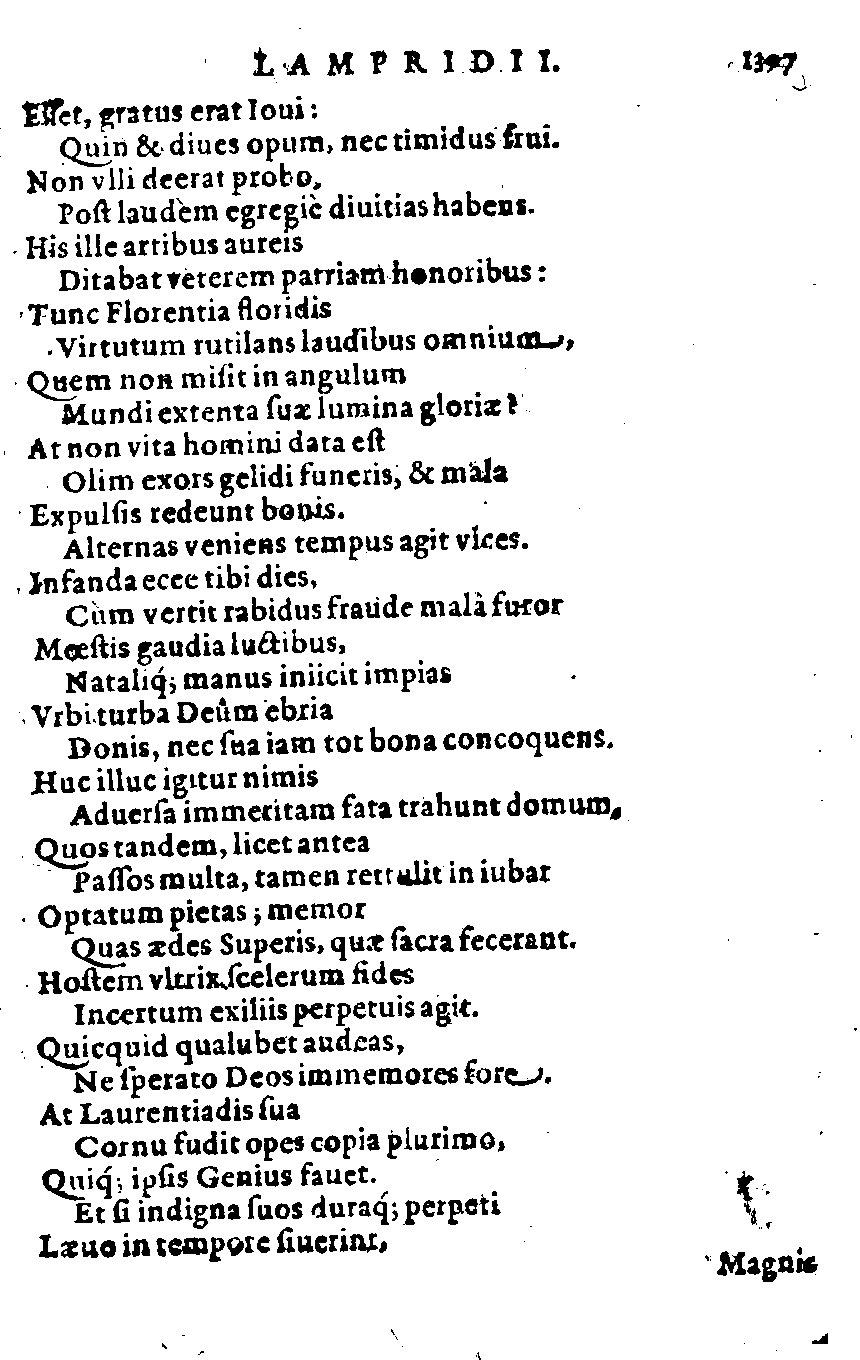 LAMPRIDII. 1397
Eſſet, gratus erat Ioui:
Quin & diues opum, nec timidus frui.
Non vlli deerat probo,
Poſt laudem egregiè diuitias habens.
His ille artibus aureis
Ditabat veterem patriam honoribus:
Tunc Florentia floridis
Virtutum rutilans laudibus omnium,
Quem non miſit in angulum
Mundi extenta ſuæ lumina gloriæ?
At non vita homini data eſt
Olim exors gelidi funeris, & mala
Expulſis redeunt bonis.
Alternas veniens tempus agit vices.
Infanda ecce tibi dies,
Cùm vertit rabidus fraude malâ furor
Mœſtis gaudia luctibus,
Nataliq́; manus iniicit impias
Vrbi turba Deûm ebria
Donis, nec ſua iam tot bona concoquens.
Huc illuc igitur nimis
Aduerſa immeritam fata trahunt domum,
Quos tandem, licet antea
Paſſos multa, tamen rettulit in iubar
Optatum pietas; memor
Quas ædes Superis, quæ ſacra fecerant.
Hoſtem vltrix ſcelerum fides
Incertum exiliis perpetuis agit.
Quicquid qualubet audeas,
Ne ſperato Deos immemores fore.
At Laurentiadis ſua
Cornu fudit opes copia plurimo,
Quiq́; ipſis Genius fauet.
Et ſi indigna ſuos duraq́; perpeti
Læuo in tempore ſiuerint,
Magnis